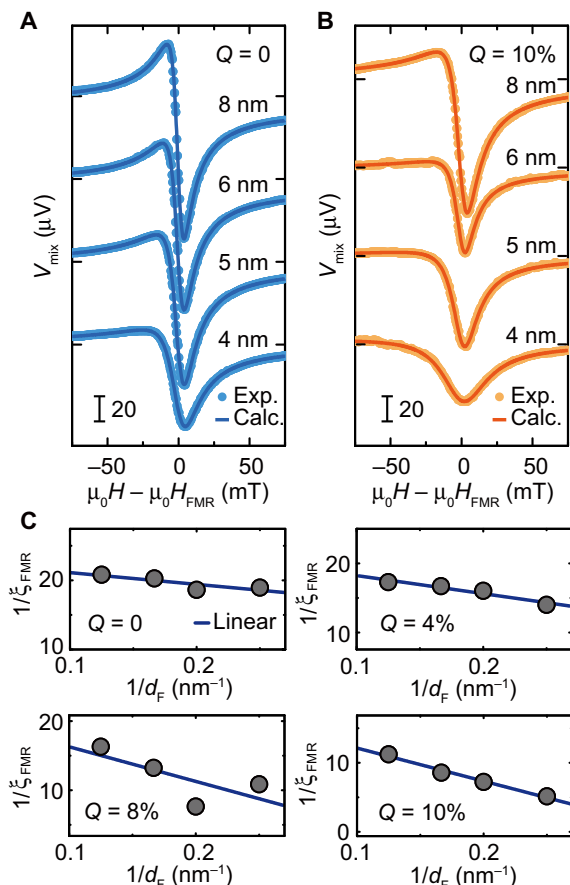 A
Q = 0
8 nm
6 nm
5 nm
4 nm
20
Exp.
Calc.
V_mix (μV)
−50 0 50
μ₀H – μ₀H_FMR (mT)
B
Q = 10%
8 nm
6 nm
5 nm
4 nm
20
Exp.
Calc.
V_mix (μV)
−50 0 50
μ₀H – μ₀H_FMR (mT)
C
1/ξ_FMR
20
10
Q = 0
Linear
0.1 0.2
1/d_F (nm⁻¹)
1/ξ_FMR
20
10
Q = 4%
0.1 0.2
1/d_F (nm⁻¹)
1/ξ_FMR
20
10
0
Q = 8%
0.1 0.2
1/d_F (nm⁻¹)
1/ξ_FMR
20
10
0
Q = 10%
0.1 0.2
1/d_F (nm⁻¹)